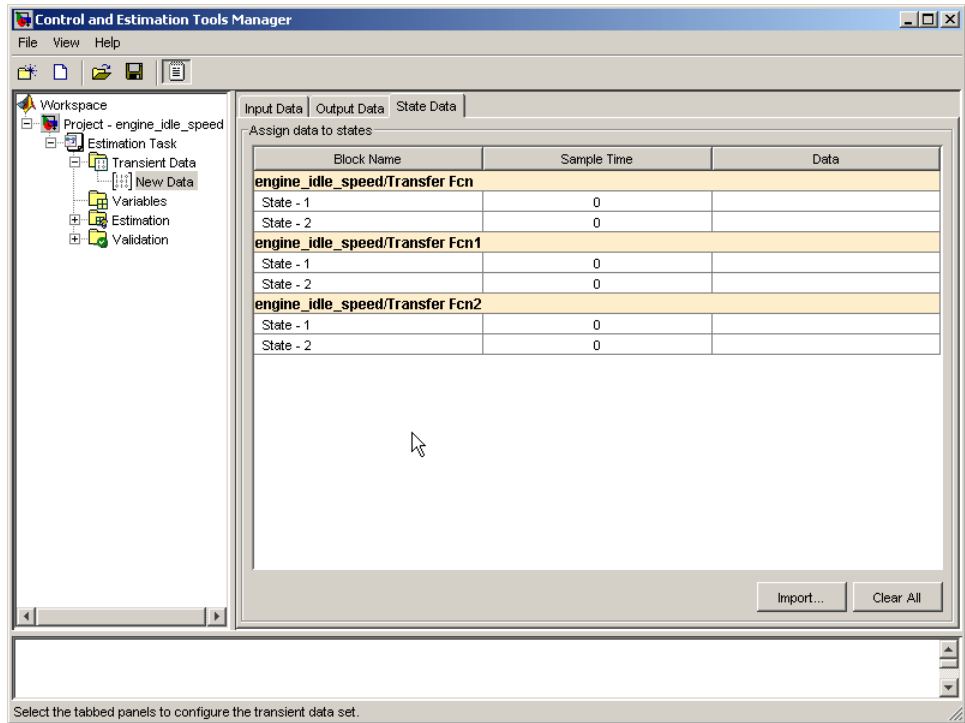 Control and Estimation Tools Manager
File View Help
Workspace
Project - engine_idle_speed
Estimation Task
Transient Data
New Data
Variables
Estimation
Validation
Input Data Output Data State Data
Assign data to states
Block Name Sample Time Data
engine_idle_speed/Transfer Fcn
State - 1 0
State - 2 0
engine_idle_speed/Transfer Fcn1
State - 1 0
State - 2 0
engine_idle_speed/Transfer Fcn2
State - 1 0
State - 2 0
Import... Clear All
Select the tabbed panels to configure the transient data set.